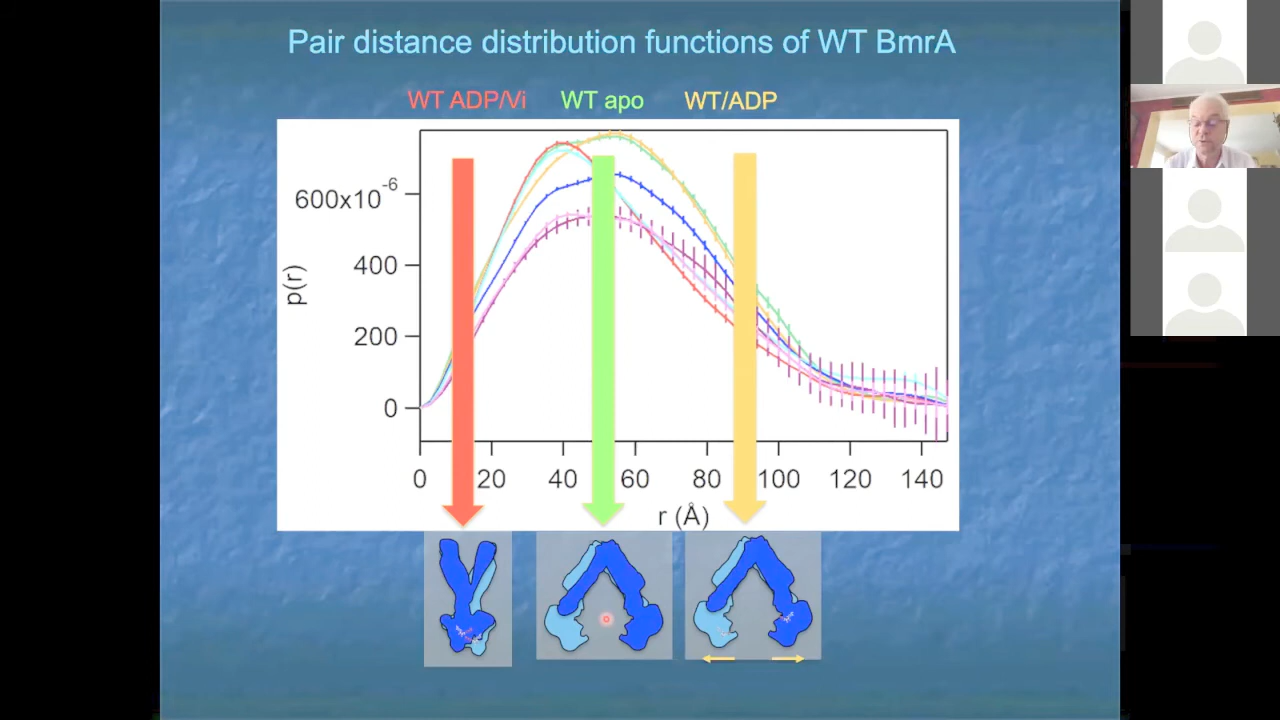 Pair distance distribution functions of WT BmrA
WT ADP/Vi WT apo WT/ADP
600x10-6
400
200
0
p(r)
0 20 40 60 80 100 120 140
r (Å)